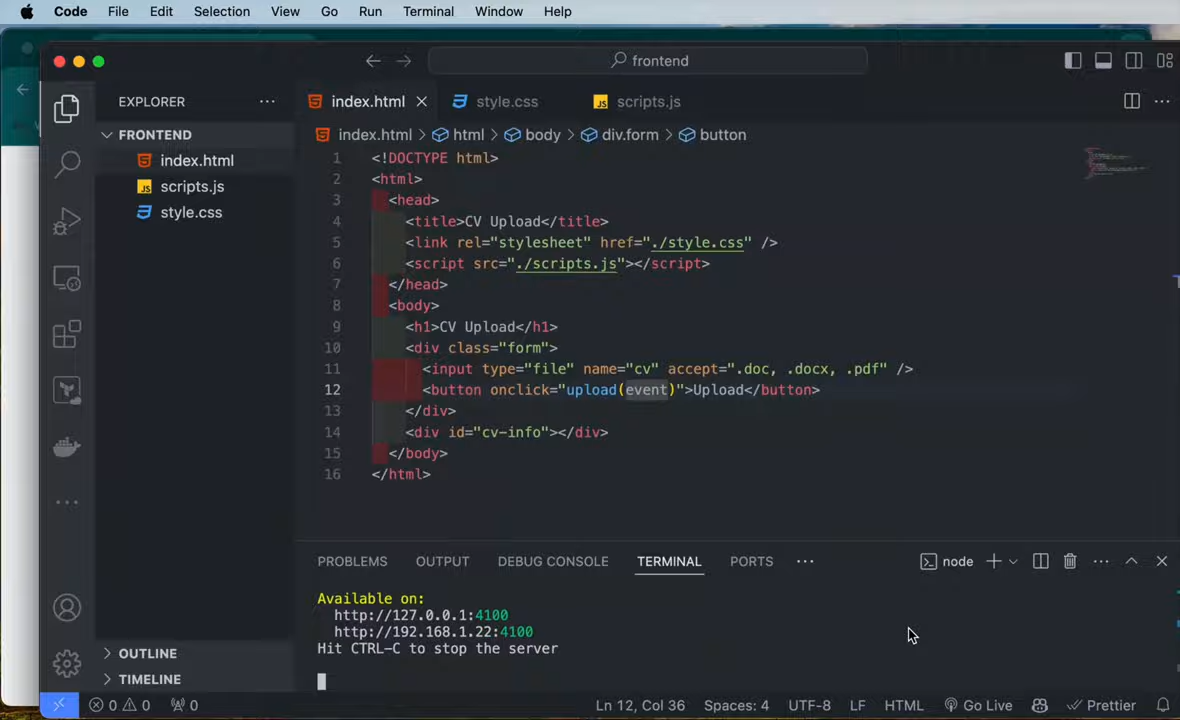 Code File Edit Selection View Go Run Terminal Window Help
frontend
EXPLORER
FRONTEND
index.html
scripts.js
style.css
OUTLINE
TIMELINE
index.html style.css scripts.js
index.html > html > body > div.form > button
1 <!DOCTYPE html>
2 <html>
3 <head>
4 <title>CV Upload</title>
5 <link rel="stylesheet" href="./style.css" />
6 <script src="./scripts.js"></script>
7 </head>
8 <body>
9 <h1>CV Upload</h1>
10 <div class="form">
11 <input type="file" name="cv" accept=".doc, .docx, .pdf" />
12 <button onclick="upload(event)">Upload</button>
13 </div>
14 <div id="cv-info"></div>
15 </body>
16 </html>
PROBLEMS OUTPUT DEBUG CONSOLE TERMINAL PORTS node
Available on:
http://127.0.0.1:4100
http://192.168.1.22:4100
Hit CTRL-C to stop the server
0 0 0 Ln 12, Col 36 Spaces: 4 UTF-8 LF HTML Go Live Prettier